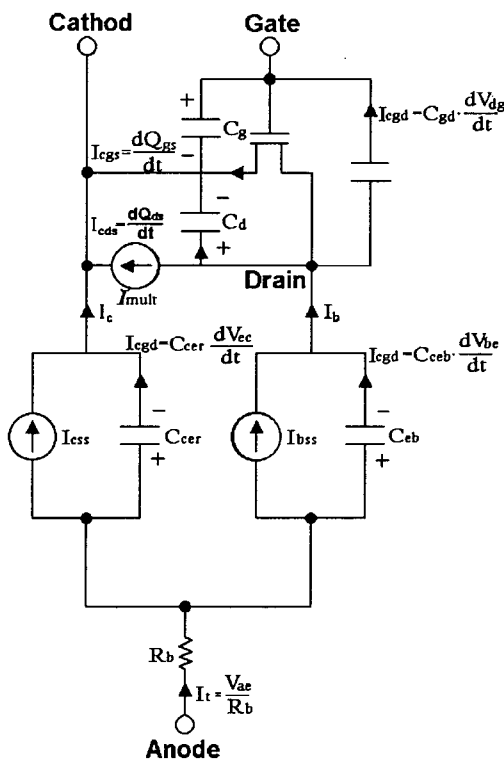 Cathod
Gate
+
Cg
Icgd−Cgd·dVdg/dt
Icgs=dQgs/dt
−
−
Icds−dQds/dt
Cd
+
Imult
Drain
Ic
Ib
Icgd−Ccer dVec/dt
Icgd−Cceb·dVbe/dt
−
−
Icss
Ccer
Ibss
Ceb
+
+
Rb
It=Vae/Rb
Anode